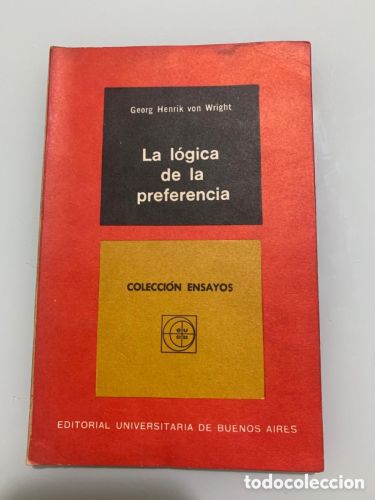 Georg Henrik von Wright
La lógica
de la
preferencia
COLECCIÓN ENSAYOS
EDITORIAL UNIVERSITARIA DE BUENOS AIRES
todocoleccion